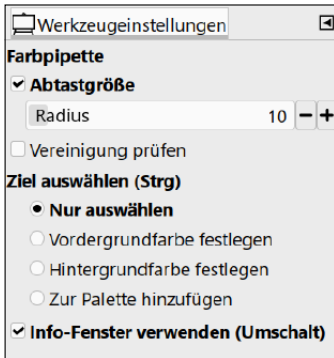 Werkzeugeinstellungen
Farbpipette
Abtastgröße
Radius 10
Vereinigung prüfen
Ziel auswählen (Strg)
Nur auswählen
Vordergrundfarbe festlegen
Hintergrundfarbe festlegen
Zur Palette hinzufügen
Info-Fenster verwenden (Umschalt)